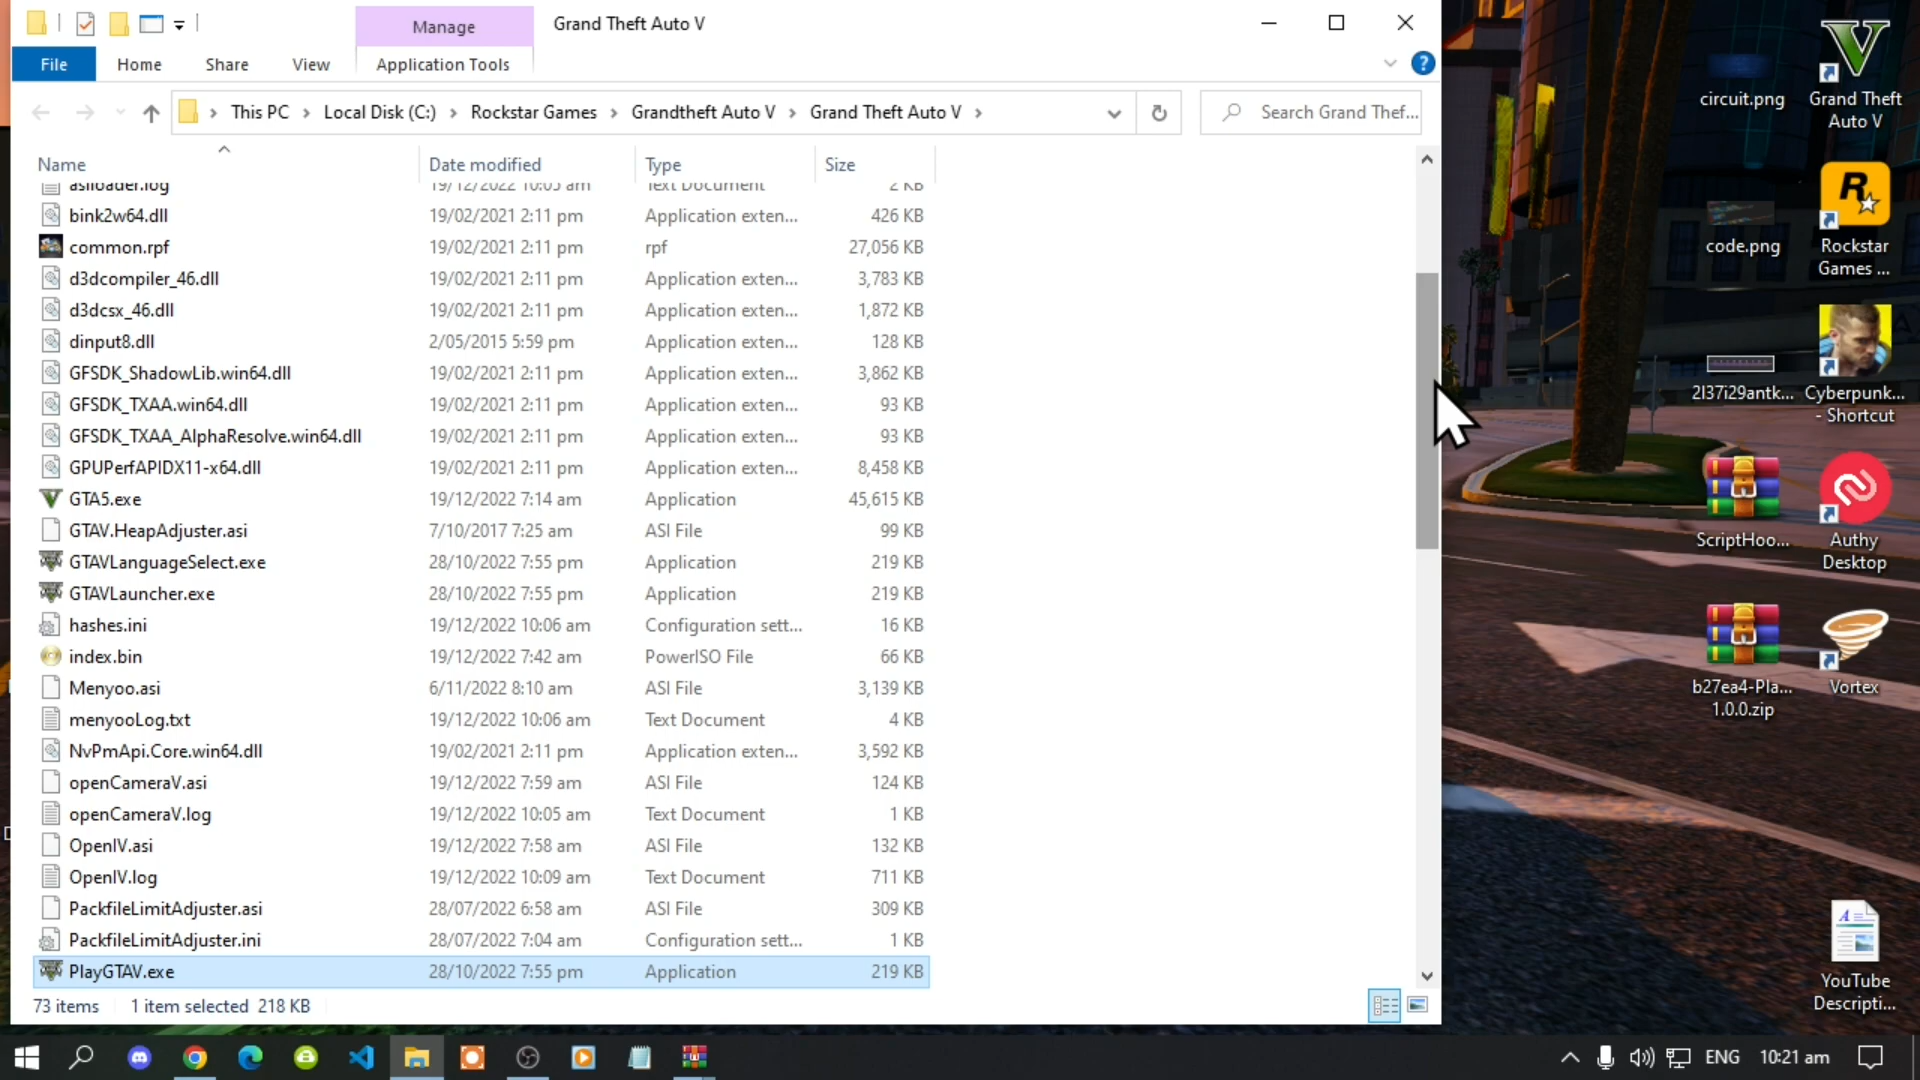 Manage
Grand Theft Auto V
File
Home
Share
View
Application Tools
This PC
Local Disk (C:)
Rockstar Games
Grandtheft Auto V
Grand Theft Auto V
Search Grand Thef...
Name
Date modified
Type
Size
asiloader.log 19/12/2022 10:05 am Text Document 2 KB
bink2w64.dll 19/02/2021 2:11 pm Application exten... 426 KB
common.rpf 19/02/2021 2:11 pm rpf 27,056 KB
d3dcompiler_46.dll 19/02/2021 2:11 pm Application exten... 3,783 KB
d3dcsx_46.dll 19/02/2021 2:11 pm Application exten... 1,872 KB
dinput8.dll 2/05/2015 5:59 pm Application exten... 128 KB
GFSDK_ShadowLib.win64.dll 19/02/2021 2:11 pm Application exten... 3,862 KB
GFSDK_TXAA.win64.dll 19/02/2021 2:11 pm Application exten... 93 KB
GFSDK_TXAA_AlphaResolve.win64.dll 19/02/2021 2:11 pm Application exten... 93 KB
GPUPerfAPIDX11-x64.dll 19/02/2021 2:11 pm Application exten... 8,458 KB
GTA5.exe 19/12/2022 7:14 am Application 45,615 KB
GTAV.HeapAdjuster.asi 7/10/2017 7:25 am ASI File 99 KB
GTAVLanguageSelect.exe 28/10/2022 7:55 pm Application 219 KB
GTAVLauncher.exe 28/10/2022 7:55 pm Application 219 KB
hashes.ini 19/12/2022 10:06 am Configuration sett... 16 KB
index.bin 19/12/2022 7:42 am PowerISO File 66 KB
Menyoo.asi 6/11/2022 8:10 am ASI File 3,139 KB
menyooLog.txt 19/12/2022 10:06 am Text Document 4 KB
NvPmApi.Core.win64.dll 19/02/2021 2:11 pm Application exten... 3,592 KB
openCameraV.asi 19/12/2022 7:59 am ASI File 124 KB
openCameraV.log 19/12/2022 10:05 am Text Document 1 KB
OpenIV.asi 19/12/2022 7:58 am ASI File 132 KB
OpenIV.log 19/12/2022 10:09 am Text Document 711 KB
PackfileLimitAdjuster.asi 28/07/2022 6:58 am ASI File 309 KB
PackfileLimitAdjuster.ini 28/07/2022 7:04 am Configuration sett... 1 KB
PlayGTAV.exe 28/10/2022 7:55 pm Application 219 KB
73 items
1 item selected 218 KB
circuit.png
Grand Theft
Auto V
code.png
Rockstar
Games ...
2l37i29antk...
Cyberpunk...
- Shortcut
ScriptHoo...
Authy
Desktop
b27ea4-Pla...
1.0.0.zip
Vortex
YouTube
Descripti...
ENG
10:21 am